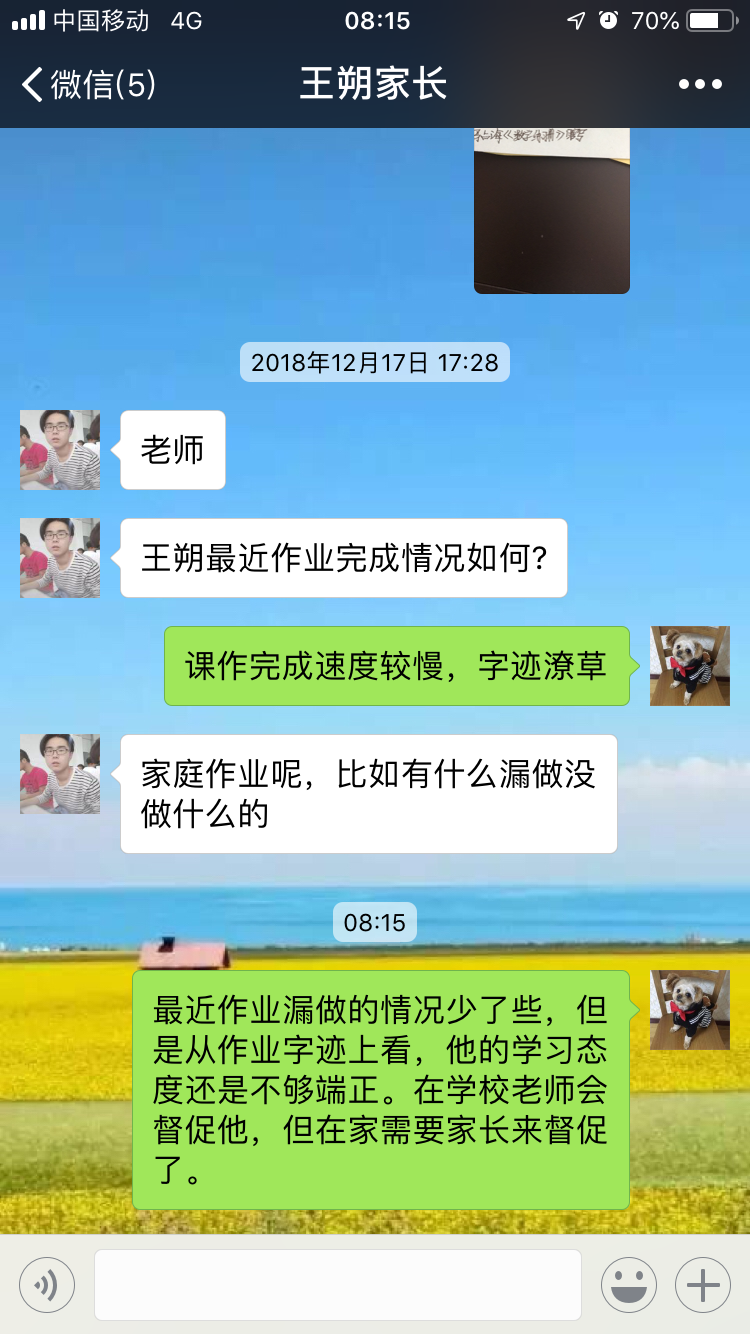 中国移动 4G 08:15 70%
微信(5) 王朔家长
2018年12月17日 17:28
老师
王朔最近作业完成情况如何?
课作完成速度较慢，字迹潦草
家庭作业呢，比如有什么漏做没
做什么的
08:15
最近作业漏做的情况少了些，但
是从作业字迹上看，他的学习态
度还是不够端正。在学校老师会
督促他，但在家需要家长来督促
了。